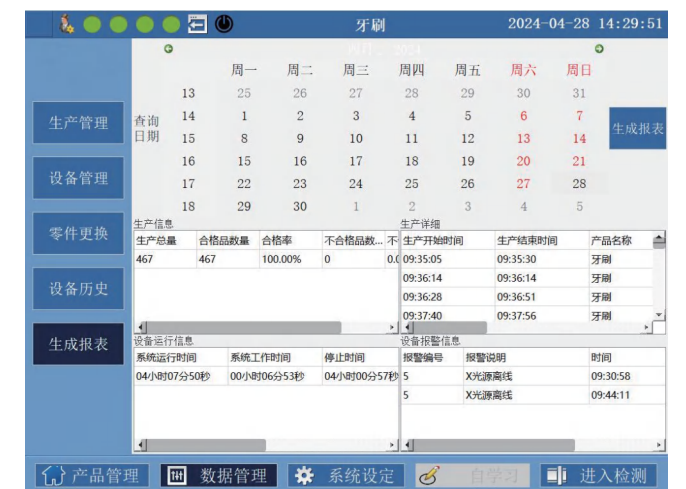 牙刷 2024-04-28 14:29:51
四月, 2024
周一 周二 周三 周四 周五 周六 周日
13 25 26 27 28 29 30 31
14 1 2 3 4 5 6 7
15 8 9 10 11 12 13 14
16 15 16 17 18 19 20 21
17 22 23 24 25 26 27 28
18 29 30 1 2 3 4 5
查询
日期
生成报表
生产管理
设备管理
零件更换
设备历史
生成报表
生产信息
生产总量 合格品数量 合格率 不合格品数... 不
467 467 100.00% 0 0.0
生产详细
生产开始时间 生产结束时间 产品名称
09:35:05 09:35:30 牙刷
09:36:14 09:36:14 牙刷
09:36:28 09:36:51 牙刷
09:37:40 09:37:56 牙刷
设备运行信息
系统运行时间 系统工作时间 停止时间
04小时07分50秒 00小时06分53秒 04小时00分57秒
设备报警信息
报警编号 报警说明 时间
5 X光源离线 09:30:58
5 X光源离线 09:44:11
产品管理 数据管理 系统设定 自学习 进入检测